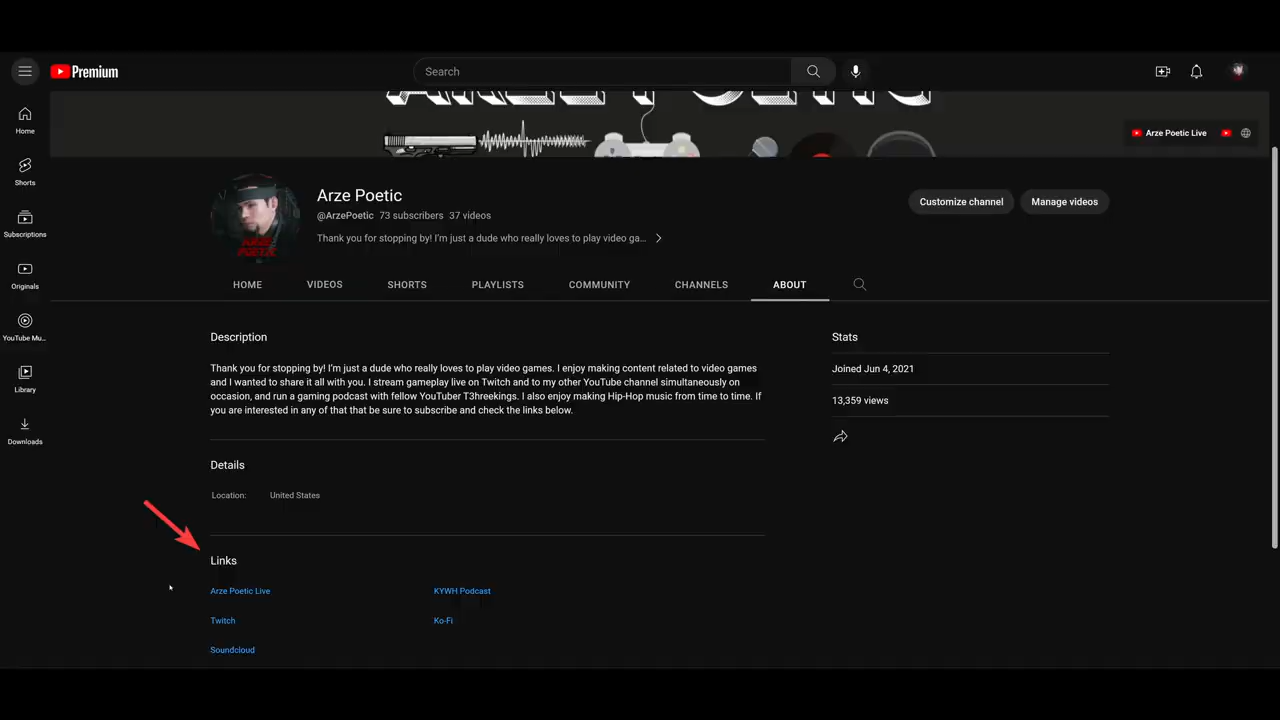 Premium
Search
Home
Shorts
Subscriptions
Originals
YouTube Mu...
Library
Downloads
ARZE POETIC
Arze Poetic Live
Arze Poetic
@ArzePoetic 73 subscribers 37 videos
Thank you for stopping by! I'm just a dude who really loves to play video ga...
Customize channel
Manage videos
ARZE
POETIC
HOME VIDEOS SHORTS PLAYLISTS COMMUNITY CHANNELS ABOUT
Description
Thank you for stopping by! I'm just a dude who really loves to play video games. I enjoy making content related to video games
and I wanted to share it all with you. I stream gameplay live on Twitch and to my other YouTube channel simultaneously on
occasion, and run a gaming podcast with fellow YouTuber T3hreekings. I also enjoy making Hip-Hop music from time to time. If
you are interested in any of that that be sure to subscribe and check the links below.
Stats
Joined Jun 4, 2021
13,359 views
Details
Location: United States
Links
Arze Poetic Live
KYWH Podcast
Twitch
Ko-Fi
Soundcloud